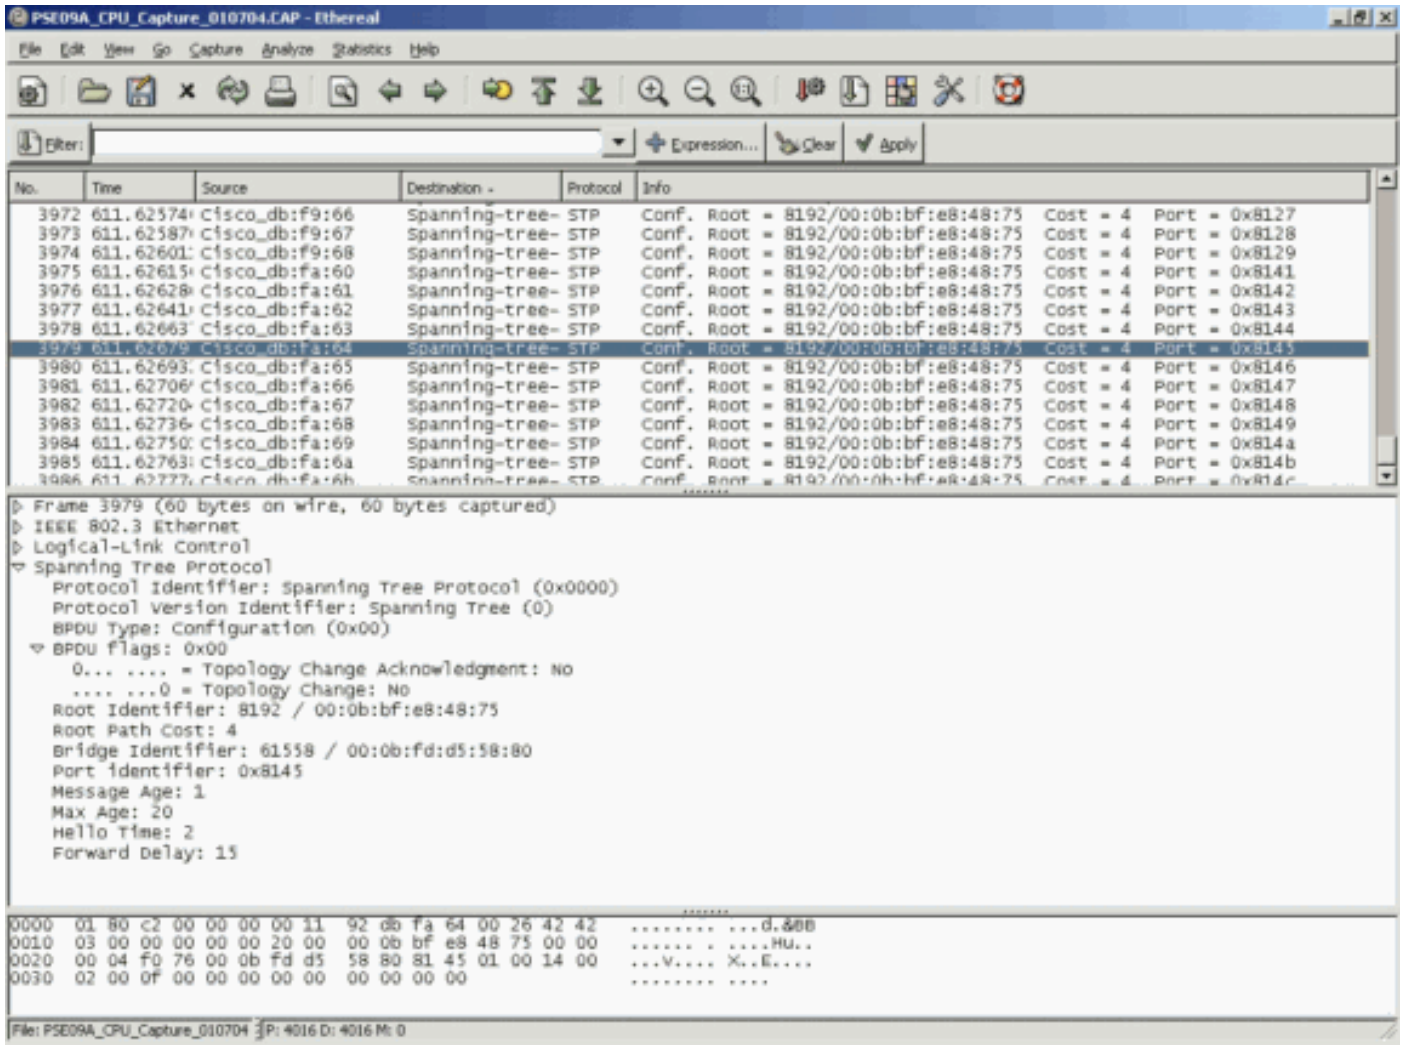 PSE09A_CPU_Capture_010704.CAP - Ethereal
File Edit View Go Capture Analyze Statistics Help
Filter: Expression... Clear Apply
No. Time Source Destination Protocol Info
3972 611.62574 Cisco_db:f9:66 Spanning-tree- STP Conf. Root = 8192/00:0b:bf:e8:48:75 Cost = 4 Port = 0x8127
3973 611.62587 Cisco_db:f9:67 Spanning-tree- STP Conf. Root = 8192/00:0b:bf:e8:48:75 Cost = 4 Port = 0x8128
3974 611.62601 Cisco_db:f9:68 Spanning-tree- STP Conf. Root = 8192/00:0b:bf:e8:48:75 Cost = 4 Port = 0x8129
3975 611.62615 Cisco_db:fa:60 Spanning-tree- STP Conf. Root = 8192/00:0b:bf:e8:48:75 Cost = 4 Port = 0x8141
3976 611.62628 Cisco_db:fa:61 Spanning-tree- STP Conf. Root = 8192/00:0b:bf:e8:48:75 Cost = 4 Port = 0x8142
3977 611.62641 Cisco_db:fa:62 Spanning-tree- STP Conf. Root = 8192/00:0b:bf:e8:48:75 Cost = 4 Port = 0x8143
3978 611.62663 Cisco_db:fa:63 Spanning-tree- STP Conf. Root = 8192/00:0b:bf:e8:48:75 Cost = 4 Port = 0x8144
3979 611.62679 Cisco_db:fa:64 Spanning-tree- STP Conf. Root = 8192/00:0b:bf:e8:48:75 Cost = 4 Port = 0x8145
3980 611.62693 Cisco_db:fa:65 Spanning-tree- STP Conf. Root = 8192/00:0b:bf:e8:48:75 Cost = 4 Port = 0x8146
3981 611.62706 Cisco_db:fa:66 Spanning-tree- STP Conf. Root = 8192/00:0b:bf:e8:48:75 Cost = 4 Port = 0x8147
3982 611.62720 Cisco_db:fa:67 Spanning-tree- STP Conf. Root = 8192/00:0b:bf:e8:48:75 Cost = 4 Port = 0x8148
3983 611.62736 Cisco_db:fa:68 Spanning-tree- STP Conf. Root = 8192/00:0b:bf:e8:48:75 Cost = 4 Port = 0x8149
3984 611.62750 Cisco_db:fa:69 Spanning-tree- STP Conf. Root = 8192/00:0b:bf:e8:48:75 Cost = 4 Port = 0x814a
3985 611.62763 Cisco_db:fa:6a Spanning-tree- STP Conf. Root = 8192/00:0b:bf:e8:48:75 Cost = 4 Port = 0x814b
3986 611.62777 Cisco_db:fa:6b Spanning-tree- STP Conf. Root = 8192/00:0b:bf:e8:48:75 Cost = 4 Port = 0x814c
Frame 3979 (60 bytes on wire, 60 bytes captured)
IEEE 802.3 Ethernet
Logical-Link Control
Spanning Tree Protocol
Protocol Identifier: Spanning Tree Protocol (0x0000)
Protocol Version Identifier: Spanning Tree (0)
BPDU Type: Configuration (0x00)
BPDU flags: 0x00
0... .... = Topology Change Acknowledgment: No
.... ...0 = Topology Change: No
Root Identifier: 8192 / 00:0b:bf:e8:48:75
Root Path Cost: 4
Bridge Identifier: 61558 / 00:0b:fd:d5:58:80
Port identifier: 0x8145
Message Age: 1
Max Age: 20
Hello Time: 2
Forward Delay: 15
0000 01 80 c2 00 00 00 00 11 92 db fa 64 00 26 42 42 ........ ...d.&BB
0010 03 00 00 00 00 00 20 00 00 0b bf e8 48 75 00 00 ...... . ....Hu..
0020 00 04 f0 76 00 0b fd d5 58 80 81 45 01 00 14 00 ...v.... X..E....
0030 02 00 0f 00 00 00 00 00 00 00 00 00 ........ ....
File: PSE09A_CPU_Capture_010704 P: 4016 D: 4016 M: 0